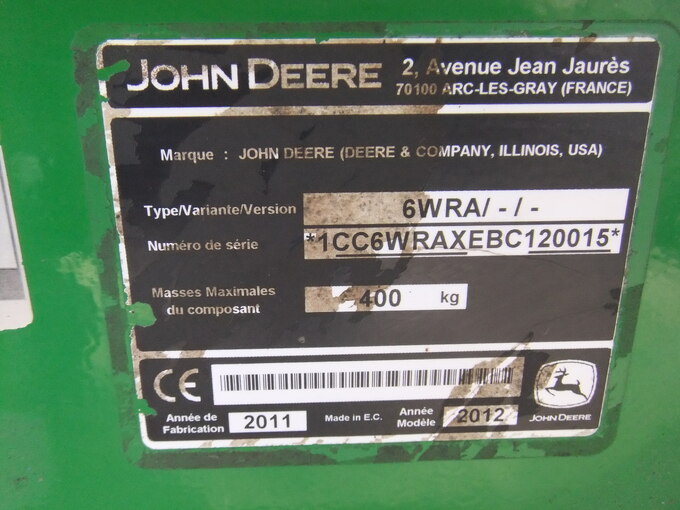 JOHN DEERE
2, Avenue Jean Jaurès
70100 ARC-LES-GRAY (FRANCE)
Marque : JOHN DEERE (DEERE & COMPANY, ILLINOIS, USA)
Type/Variante/Version 6WRA/ - / -
Numéro de série *1CC6WRAXEBC120015*
Masses Maximales
du composant 400 kg
CE
Année de
Fabrication 2011 Made in E.C. Année
Modèle 2012
JOHN DEERE